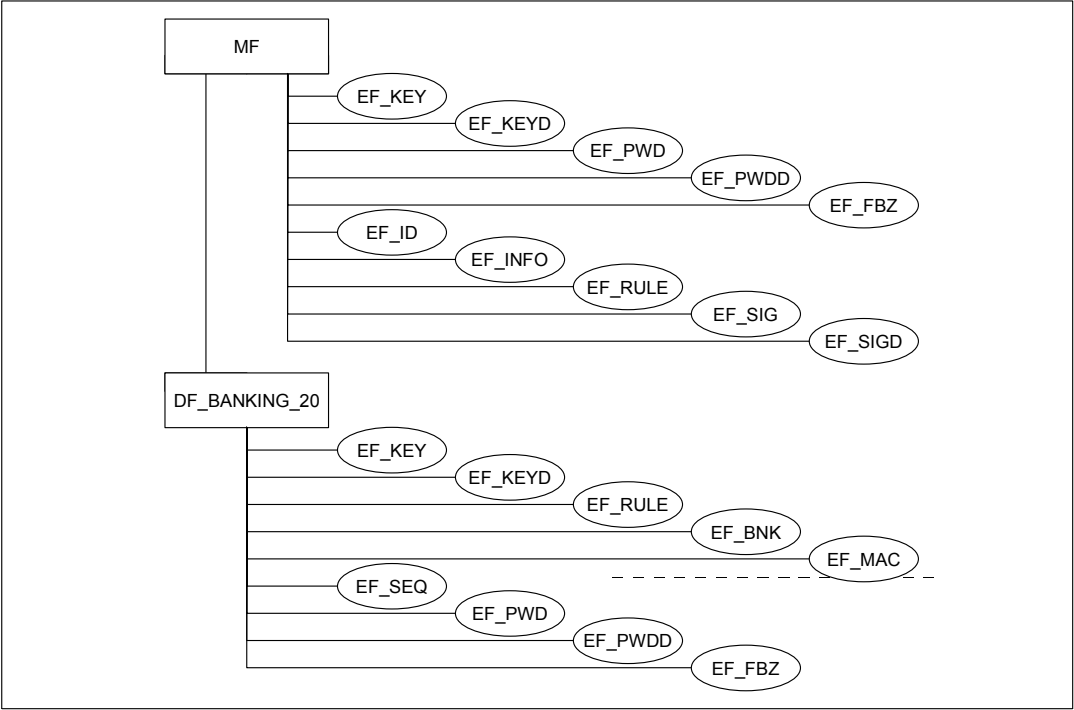 MF
EF_KEY
EF_KEYD
EF_PWD
EF_PWDD
EF_FBZ
EF_ID
EF_INFO
EF_RULE
EF_SIG
EF_SIGD
DF_BANKING_20
EF_KEY
EF_KEYD
EF_RULE
EF_BNK
EF_MAC
EF_SEQ
EF_PWD
EF_PWDD
EF_FBZ